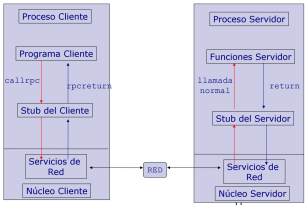 Proceso Cliente
Programa Cliente
callrpc
rpcreturn
Stub del Cliente
Servicios de
Red
Núcleo Cliente
RED
Proceso Servidor
Funciones Servidor
llamada
normal
return
Stub del Servidor
Servicios de
Red
Núcleo Servidor